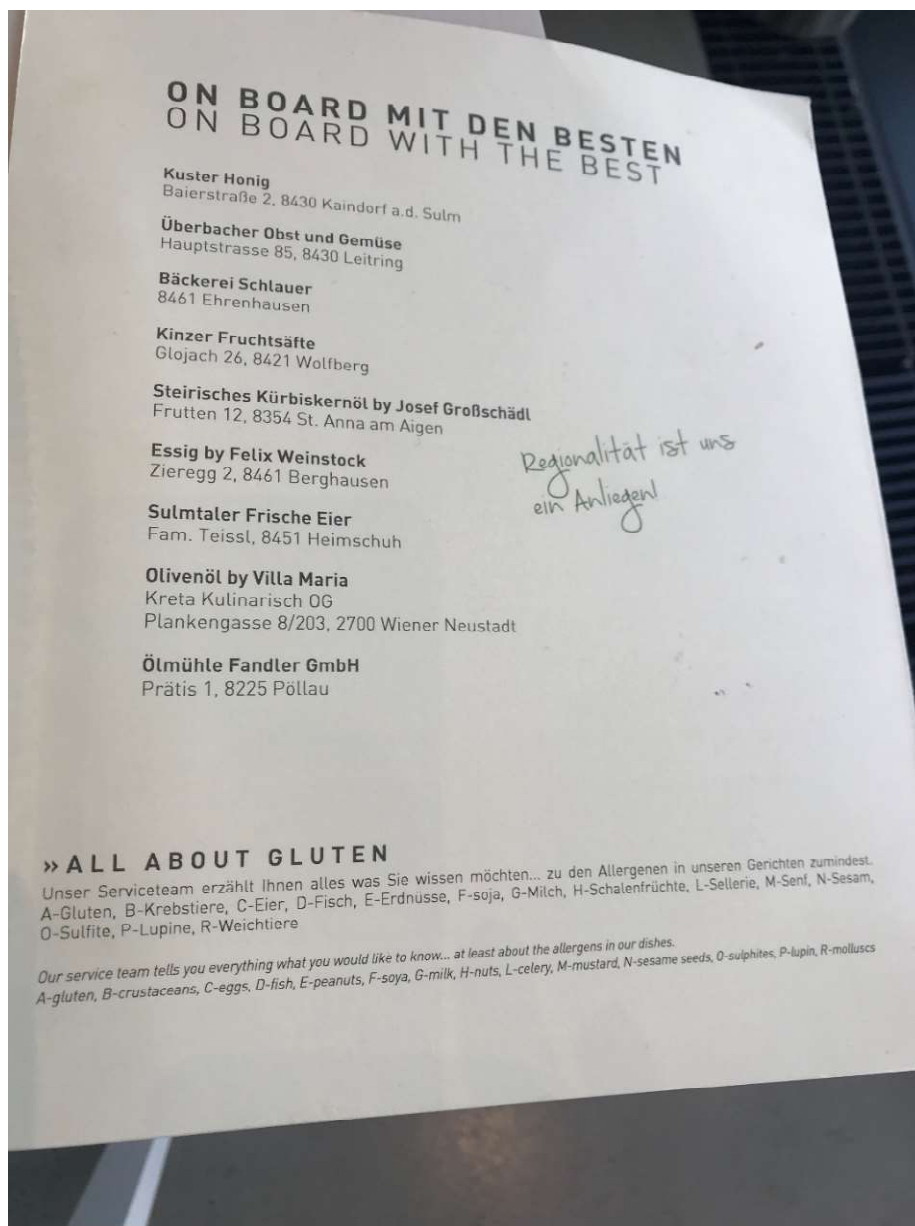 ON BOARD MIT DEN BESTEN
ON BOARD WITH THE BEST
Kuster Honig
Baierstraße 2, 8430 Kaindorf a.d. Sulm
Überbacher Obst und Gemüse
Hauptstrasse 85, 8430 Leitring
Bäckerei Schlauer
8461 Ehrenhausen
Kinzer Fruchtsäfte
Glojach 26, 8421 Wolfberg
Steirisches Kürbiskernöl by Josef Großschädl
Frutten 12, 8354 St. Anna am Aigen
Essig by Felix Weinstock
Zieregg 2, 8461 Berghausen
Regionalität ist uns
ein Anliegen!
Sulmtaler Frische Eier
Fam. Teissl, 8451 Heimschuh
Olivenöl by Villa Maria
Kreta Kulinarisch OG
Plankengasse 8/203, 2700 Wiener Neustadt
Ölmühle Fandler GmbH
Prätis 1, 8225 Pöllau
» ALL ABOUT GLUTEN
Unser Serviceteam erzählt Ihnen alles was Sie wissen möchten... zu den Allergenen in unseren Gerichten zumindest.
A-Gluten, B-Krebstiere, C-Eier, D-Fisch, E-Erdnüsse, F-soja, G-Milch, H-Schalenfrüchte, L-Sellerie, M-Senf, N-Sesam,
O-Sulfite, P-Lupine, R-Weichtiere
Our service team tells you everything what you would like to know... at least about the allergens in our dishes.
A-gluten, B-crustaceans, C-eggs, D-fish, E-peanuts, F-soya, G-milk, H-nuts, L-celery, M-mustard, N-sesame seeds, O-sulphites, P-lupin, R-molluscs